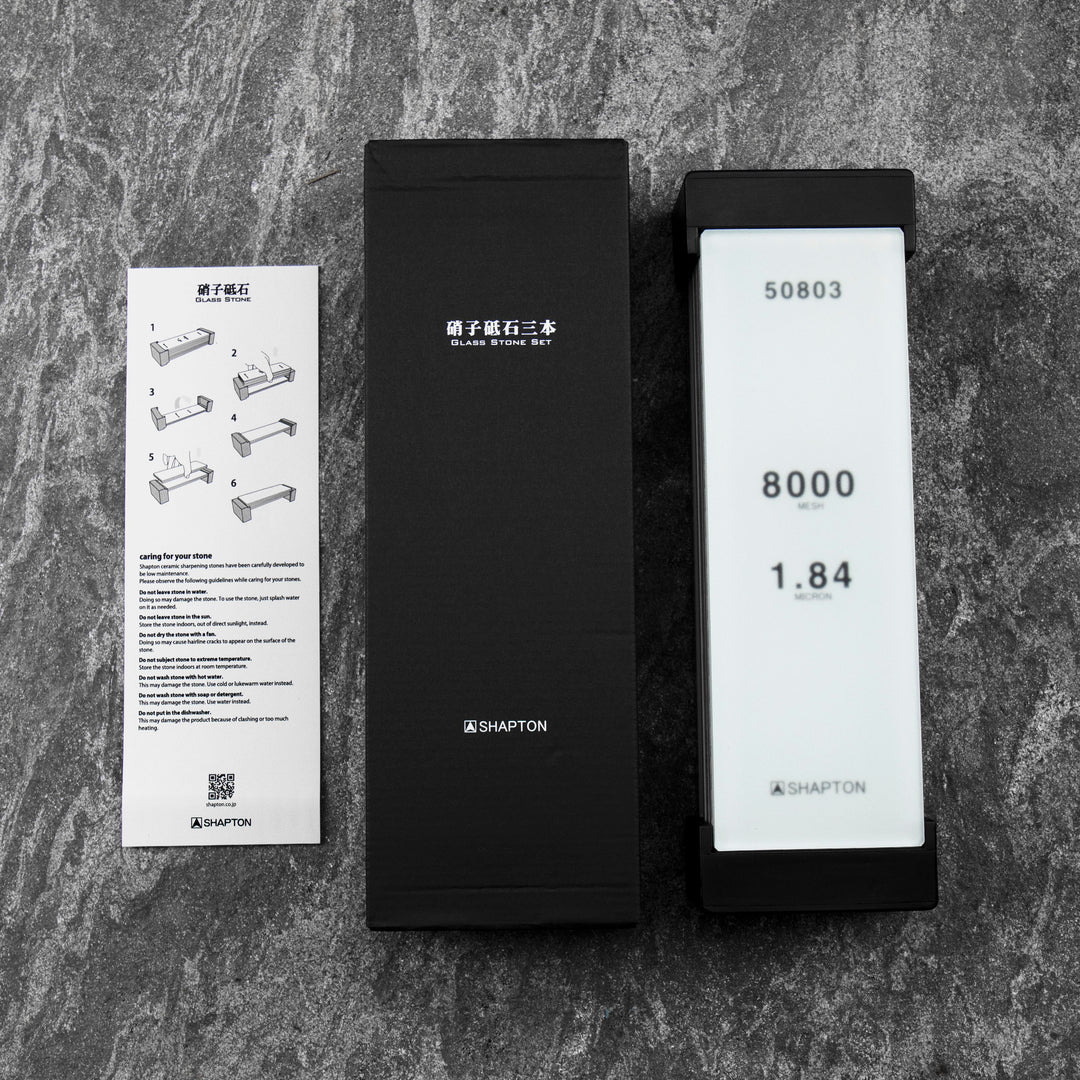 硝子砥石
GLASS STONE
1
2
3
4
5
6
caring for your stone
Shapton ceramic sharpening stones have been carefully developed to
be low maintenance.
Please observe the following guidelines while caring for your stones.
Do not leave stone in water.
Doing so may damage the stone. To use the stone, just splash water
on it as needed.
Do not leave stone in the sun.
Store the stone indoors, out of direct sunlight, instead.
Do not dry the stone with a fan.
Doing so may cause hairline cracks to appear on the surface of the
stone.
Do not subject stone to extreme temperature.
Store the stone indoors at room temperature.
Do not wash stone with hot water.
This may damage the stone. Use cold or lukewarm water instead.
Do not wash stone with soap or detergent.
This may damage the stone. Use water instead.
Do not put in the dishwasher.
This may damage the product because of clashing or too much
heating.
shapton.co.jp
SHAPTON
硝子砥石三本
GLASS STONE SET
SHAPTON
50803
8000
MESH
1.84
MICRON
SHAPTON